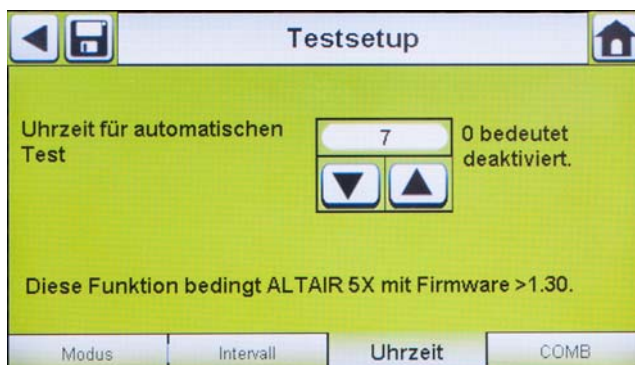 Testsetup
Uhrzeit für automatischen
Test
7
0 bedeutet
deaktiviert.
Diese Funktion bedingt ALTAIR 5X mit Firmware >1.30.
Modus
Intervall
Uhrzeit
COMB